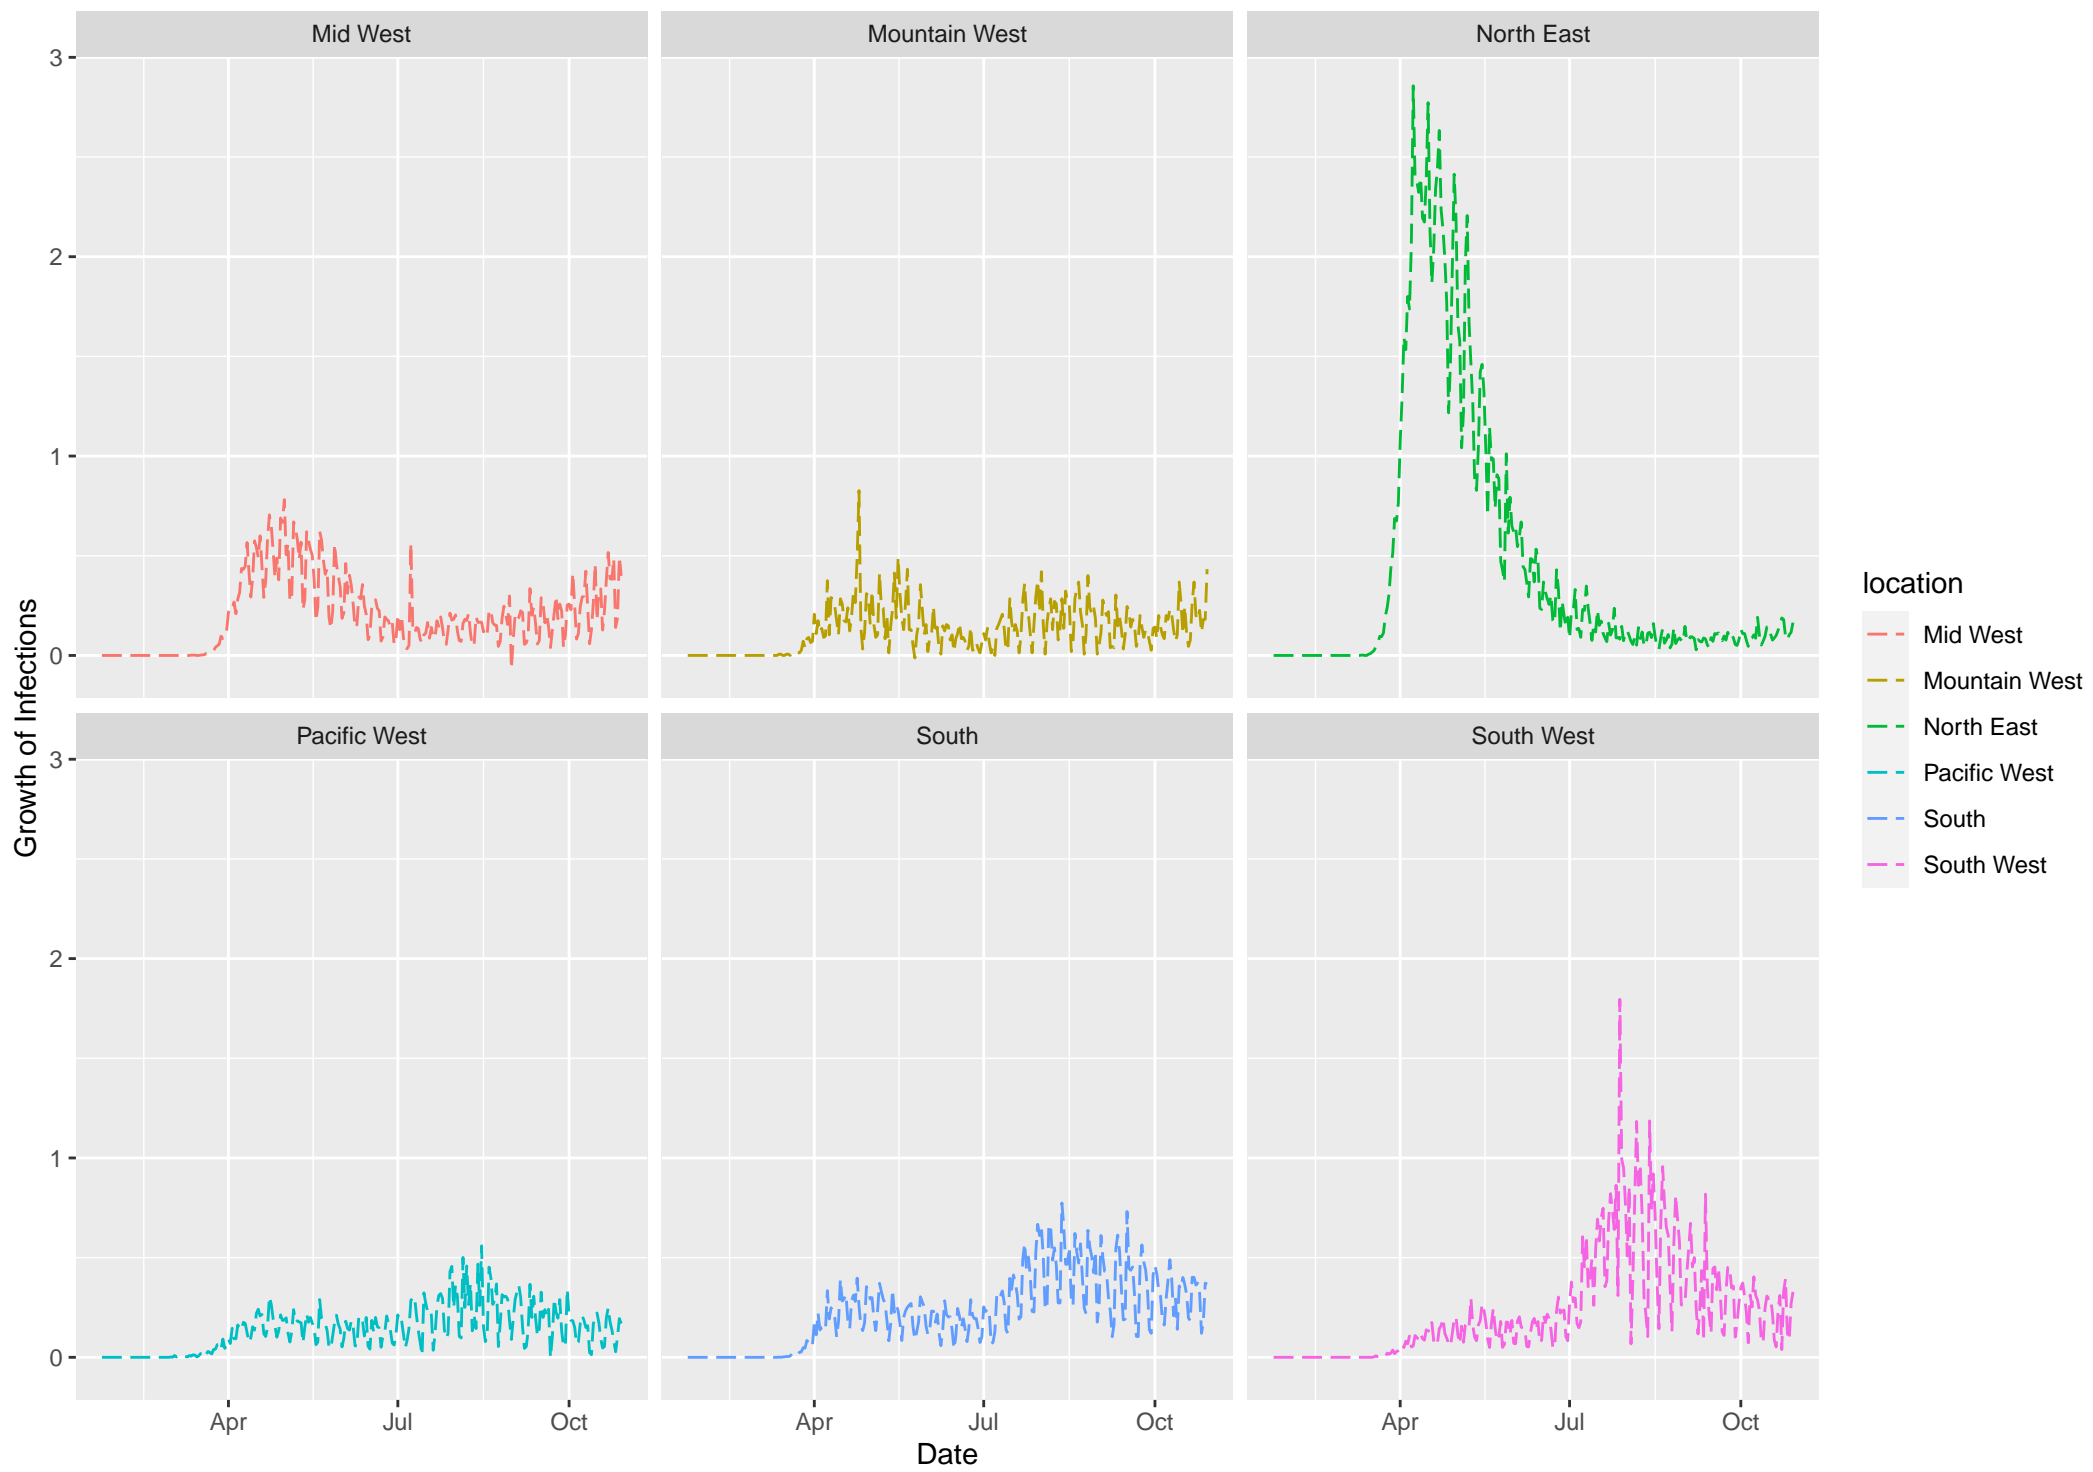 Mid West
Mountain West
North East
3
2
1
0
Pacific West
South
South West
3
2
1
0
Apr
Jul
Oct
Apr
Jul
Oct
Apr
Jul
Oct
Date
Growth of Infections
location
Mid West
Mountain West
North East
Pacific West
South
South West